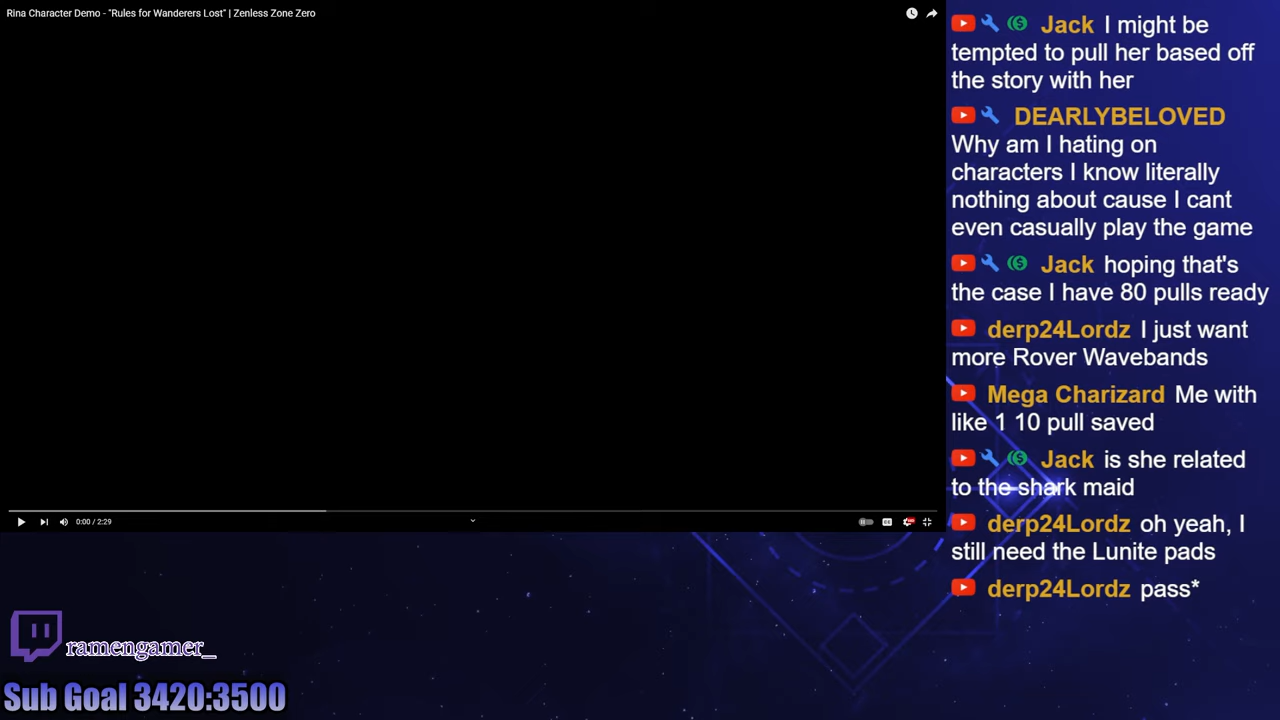 Rina Character Demo - "Rules for Wanderers Lost" | Zenless Zone Zero
0:00 / 2:29
Jack I might be
tempted to pull her based off
the story with her
DEARLYBELOVED
Why am I hating on
characters I know literally
nothing about cause I cant
even casually play the game
Jack hoping that's
the case I have 80 pulls ready
derp24Lordz I just want
more Rover Wavebands
Mega Charizard Me with
like 1 10 pull saved
Jack is she related
to the shark maid
derp24Lordz oh yeah, I
still need the Lunite pads
derp24Lordz pass*
ramengamer_
Sub Goal 3420:3500